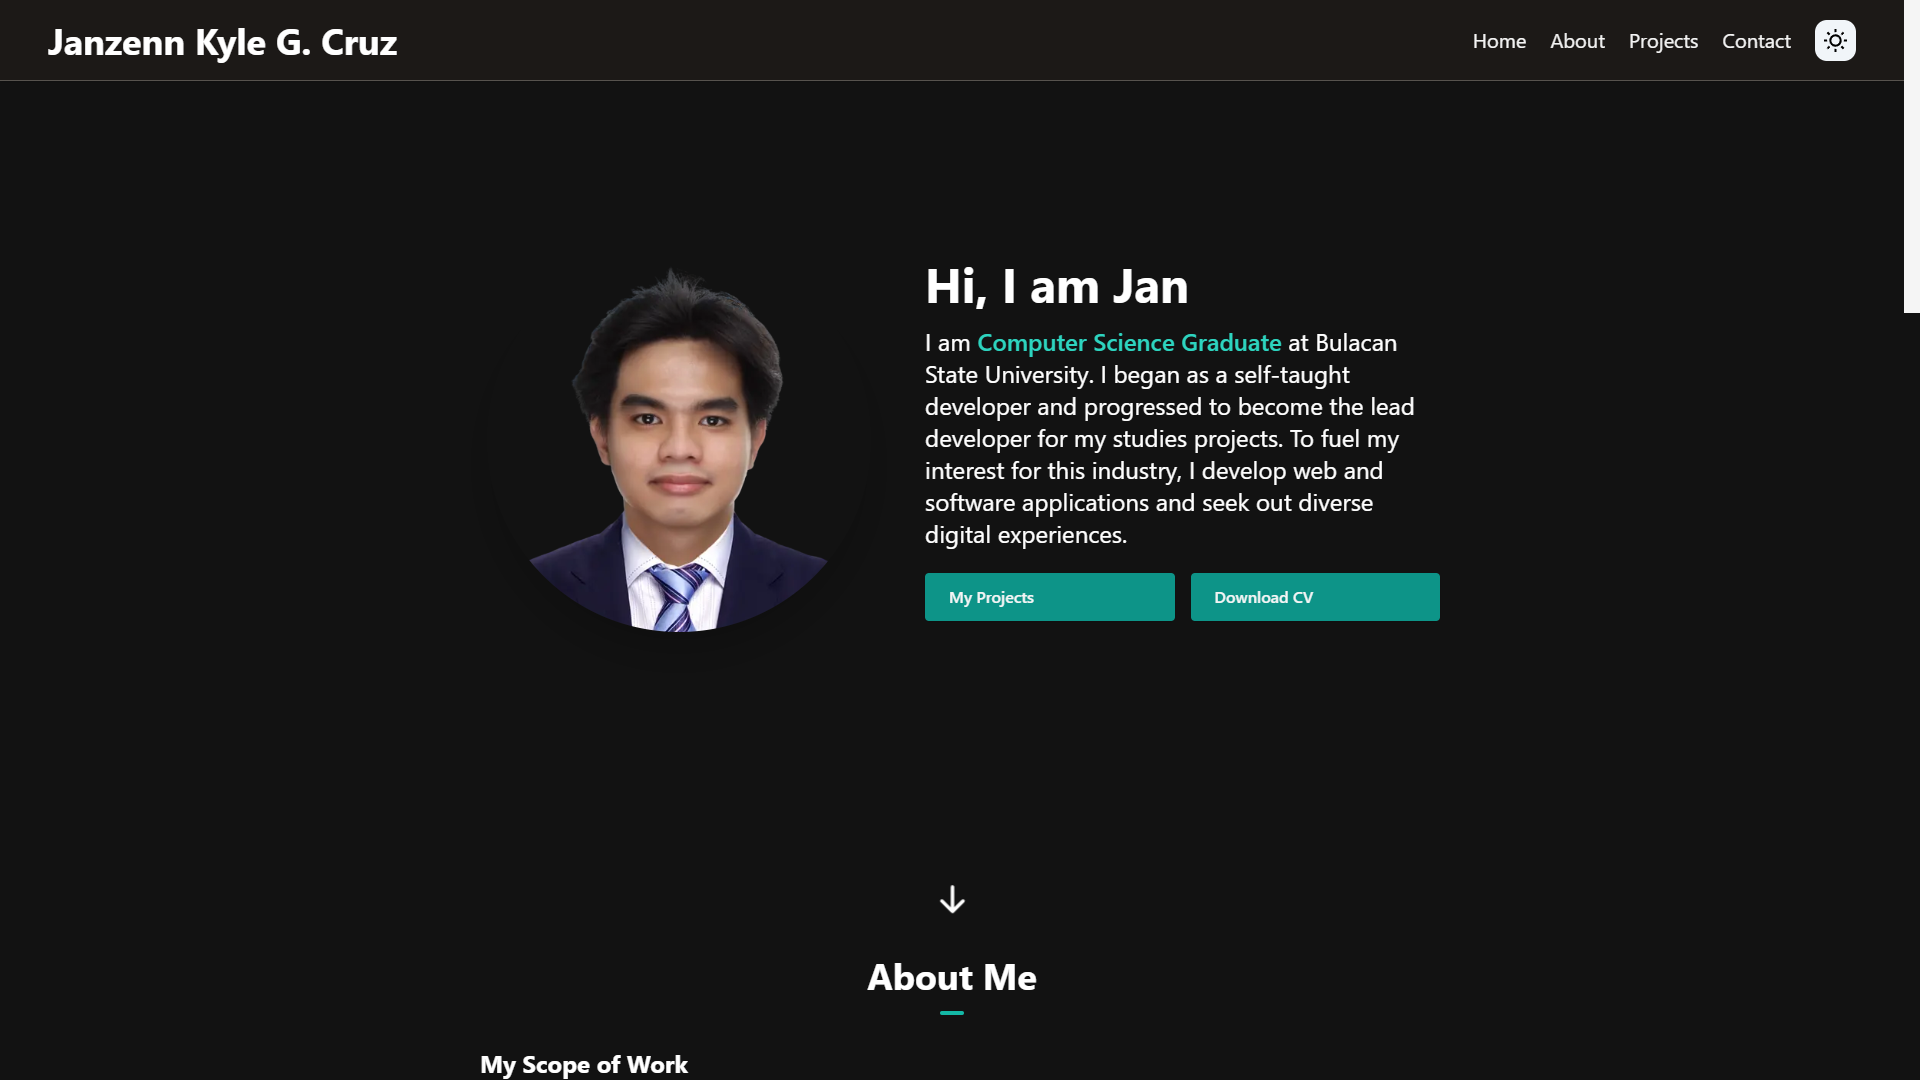 Janzenn Kyle G. Cruz
Home
About
Projects
Contact
Hi, I am Jan
I am Computer Science Graduate at Bulacan
State University. I began as a self-taught
developer and progressed to become the lead
developer for my studies projects. To fuel my
interest for this industry, I develop web and
software applications and seek out diverse
digital experiences.
My Projects
Download CV
About Me
My Scope of Work